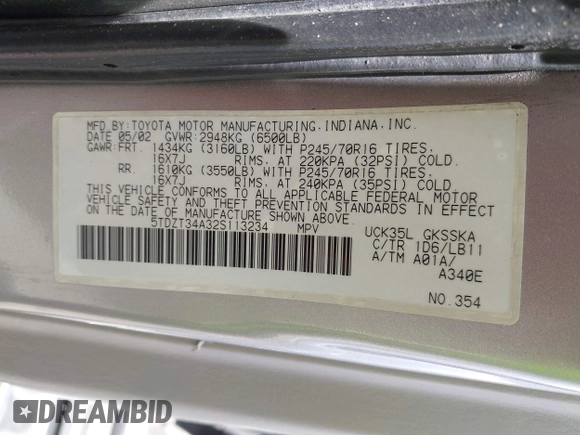 MFD.BY:TOYOTA MOTOR MANUFACTURING,INDIANA,INC.
DATE 05/02 GVWR:2948KG (6500LB)
GAWR:FRT. 1434KG (3160LB) WITH P245/70R16 TIRES,
16X7J RIMS, AT 220KPA (32PSI) COLD.
RR. 1610KG (3550LB) WITH P245/70R16 TIRES,
16X7J RIMS, AT 240KPA (35PSI) COLD.
THIS VEHICLE CONFORMS TO ALL APPLICABLE FEDERAL MOTOR
VEHICLE SAFETY AND THEFT PREVENTION STANDARDS IN EFFECT
ON THE DATE OF MANUFACTURE SHOWN ABOVE.
5TDZT34A32S113234 MPV UCK35L GKSSKA
C/TR 1D6/LB11
A/TM A01A/
A340E
NO.354
DREAMBID